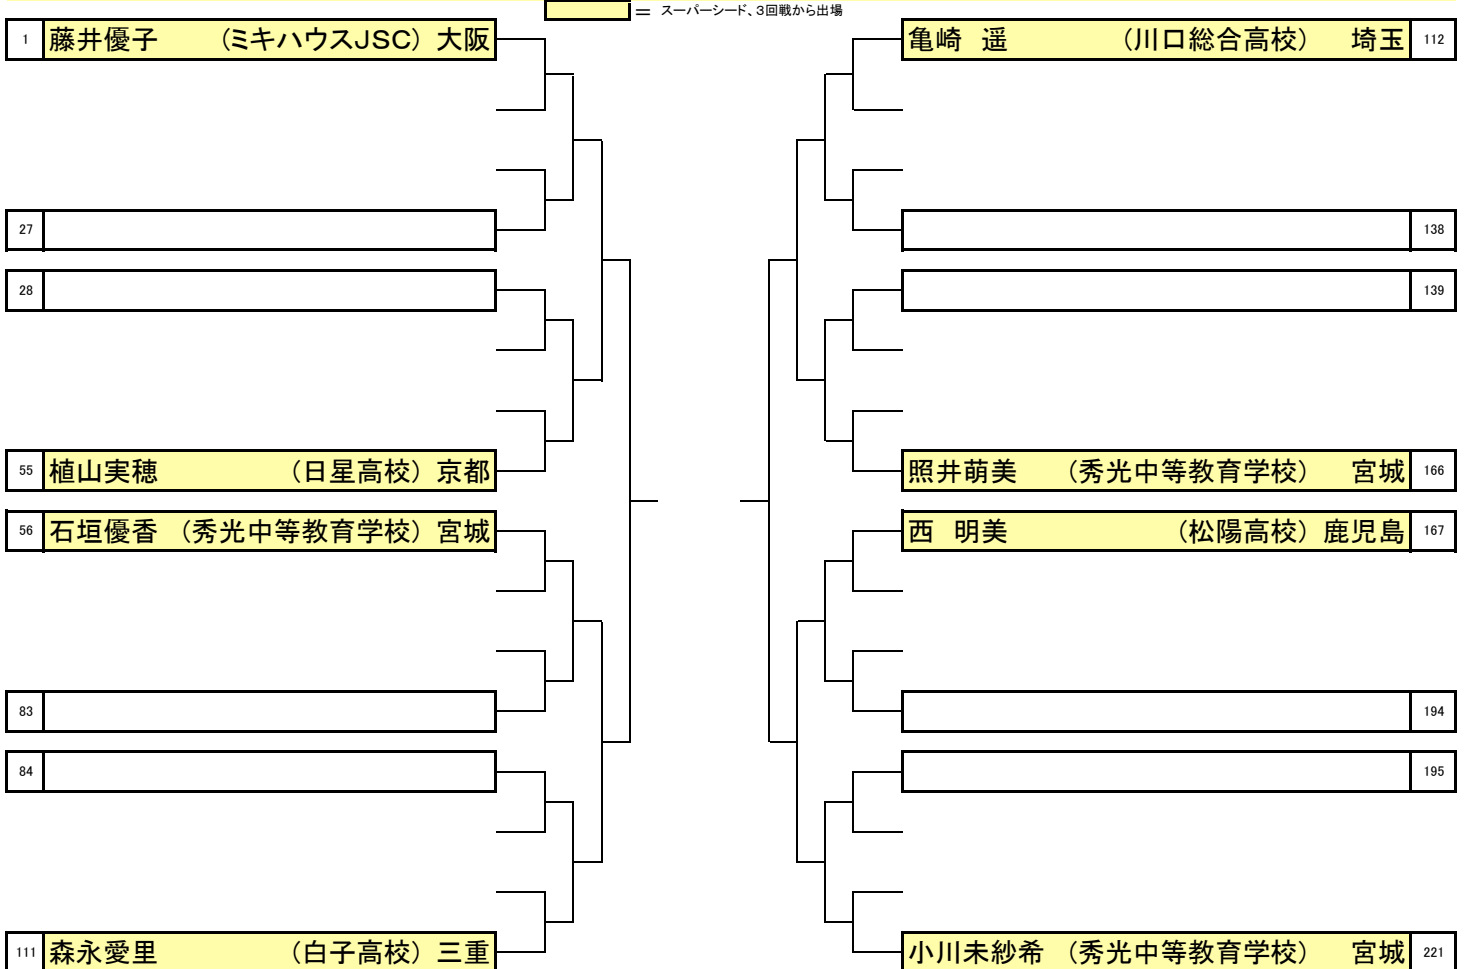 ＝ スーパーシード、３回戦から出場
1 藤井優子 （ミキハウスJSC） 大阪
27
28
55 植山実穂 （日星高校） 京都
56 石垣優香 （秀光中等教育学校） 宮城
83
84
111 森永愛里 （白子高校） 三重
亀崎 遥 （川口総合高校） 埼玉 112
138
139
照井萌美 （秀光中等教育学校） 宮城 166
西 明美 （松陽高校） 鹿児島 167
194
195
小川未紗希 （秀光中等教育学校） 宮城 221